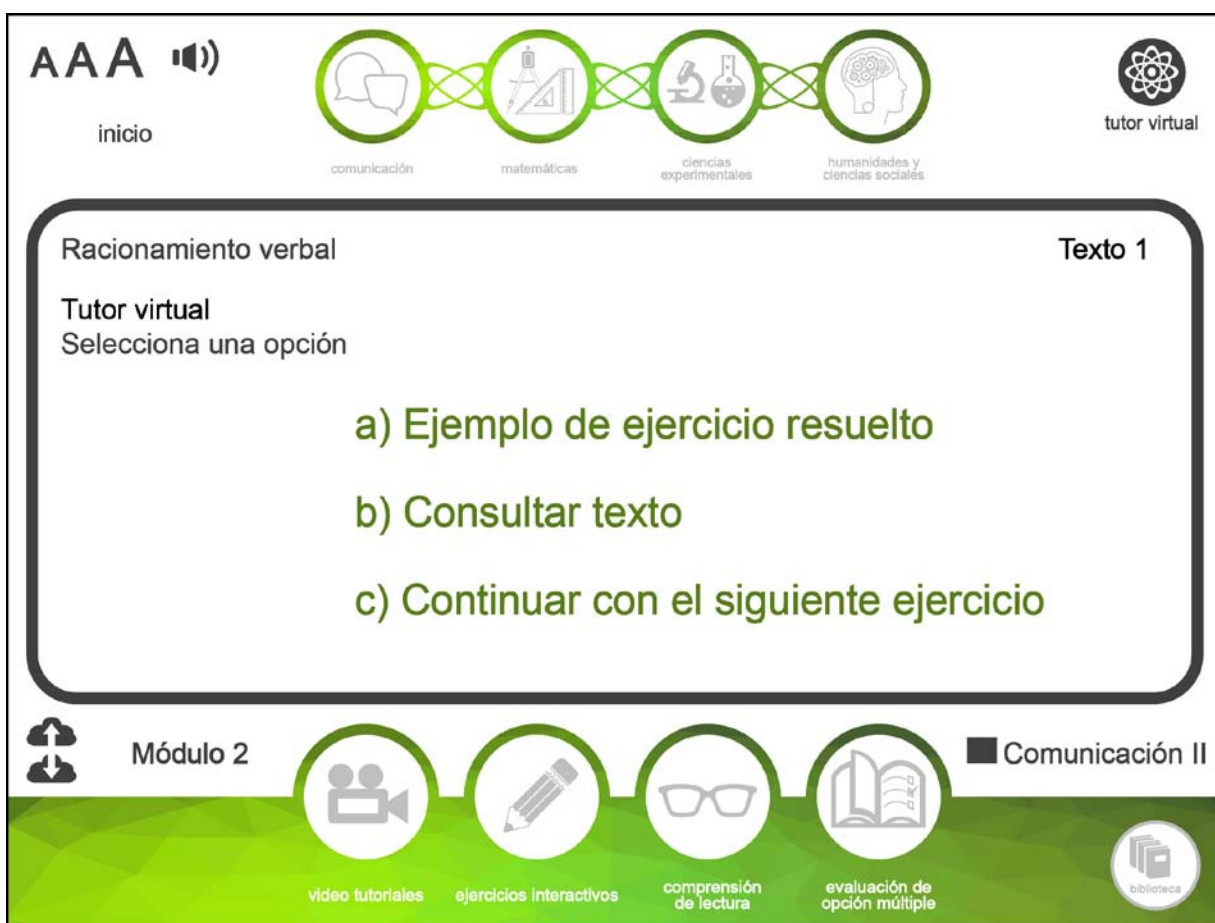 AAA
inicio
comunicación
matemáticas
ciencias
experimentales
humanidades y
ciencias sociales
tutor virtual
Racionamiento verbal
Texto 1
Tutor virtual
Selecciona una opción
a) Ejemplo de ejercicio resuelto
b) Consultar texto
c) Continuar con el siguiente ejercicio
Módulo 2
Comunicación II
video tutoriales
ejercicios interactivos
comprensión
de lectura
evaluación de
opción múltiple
biblioteca